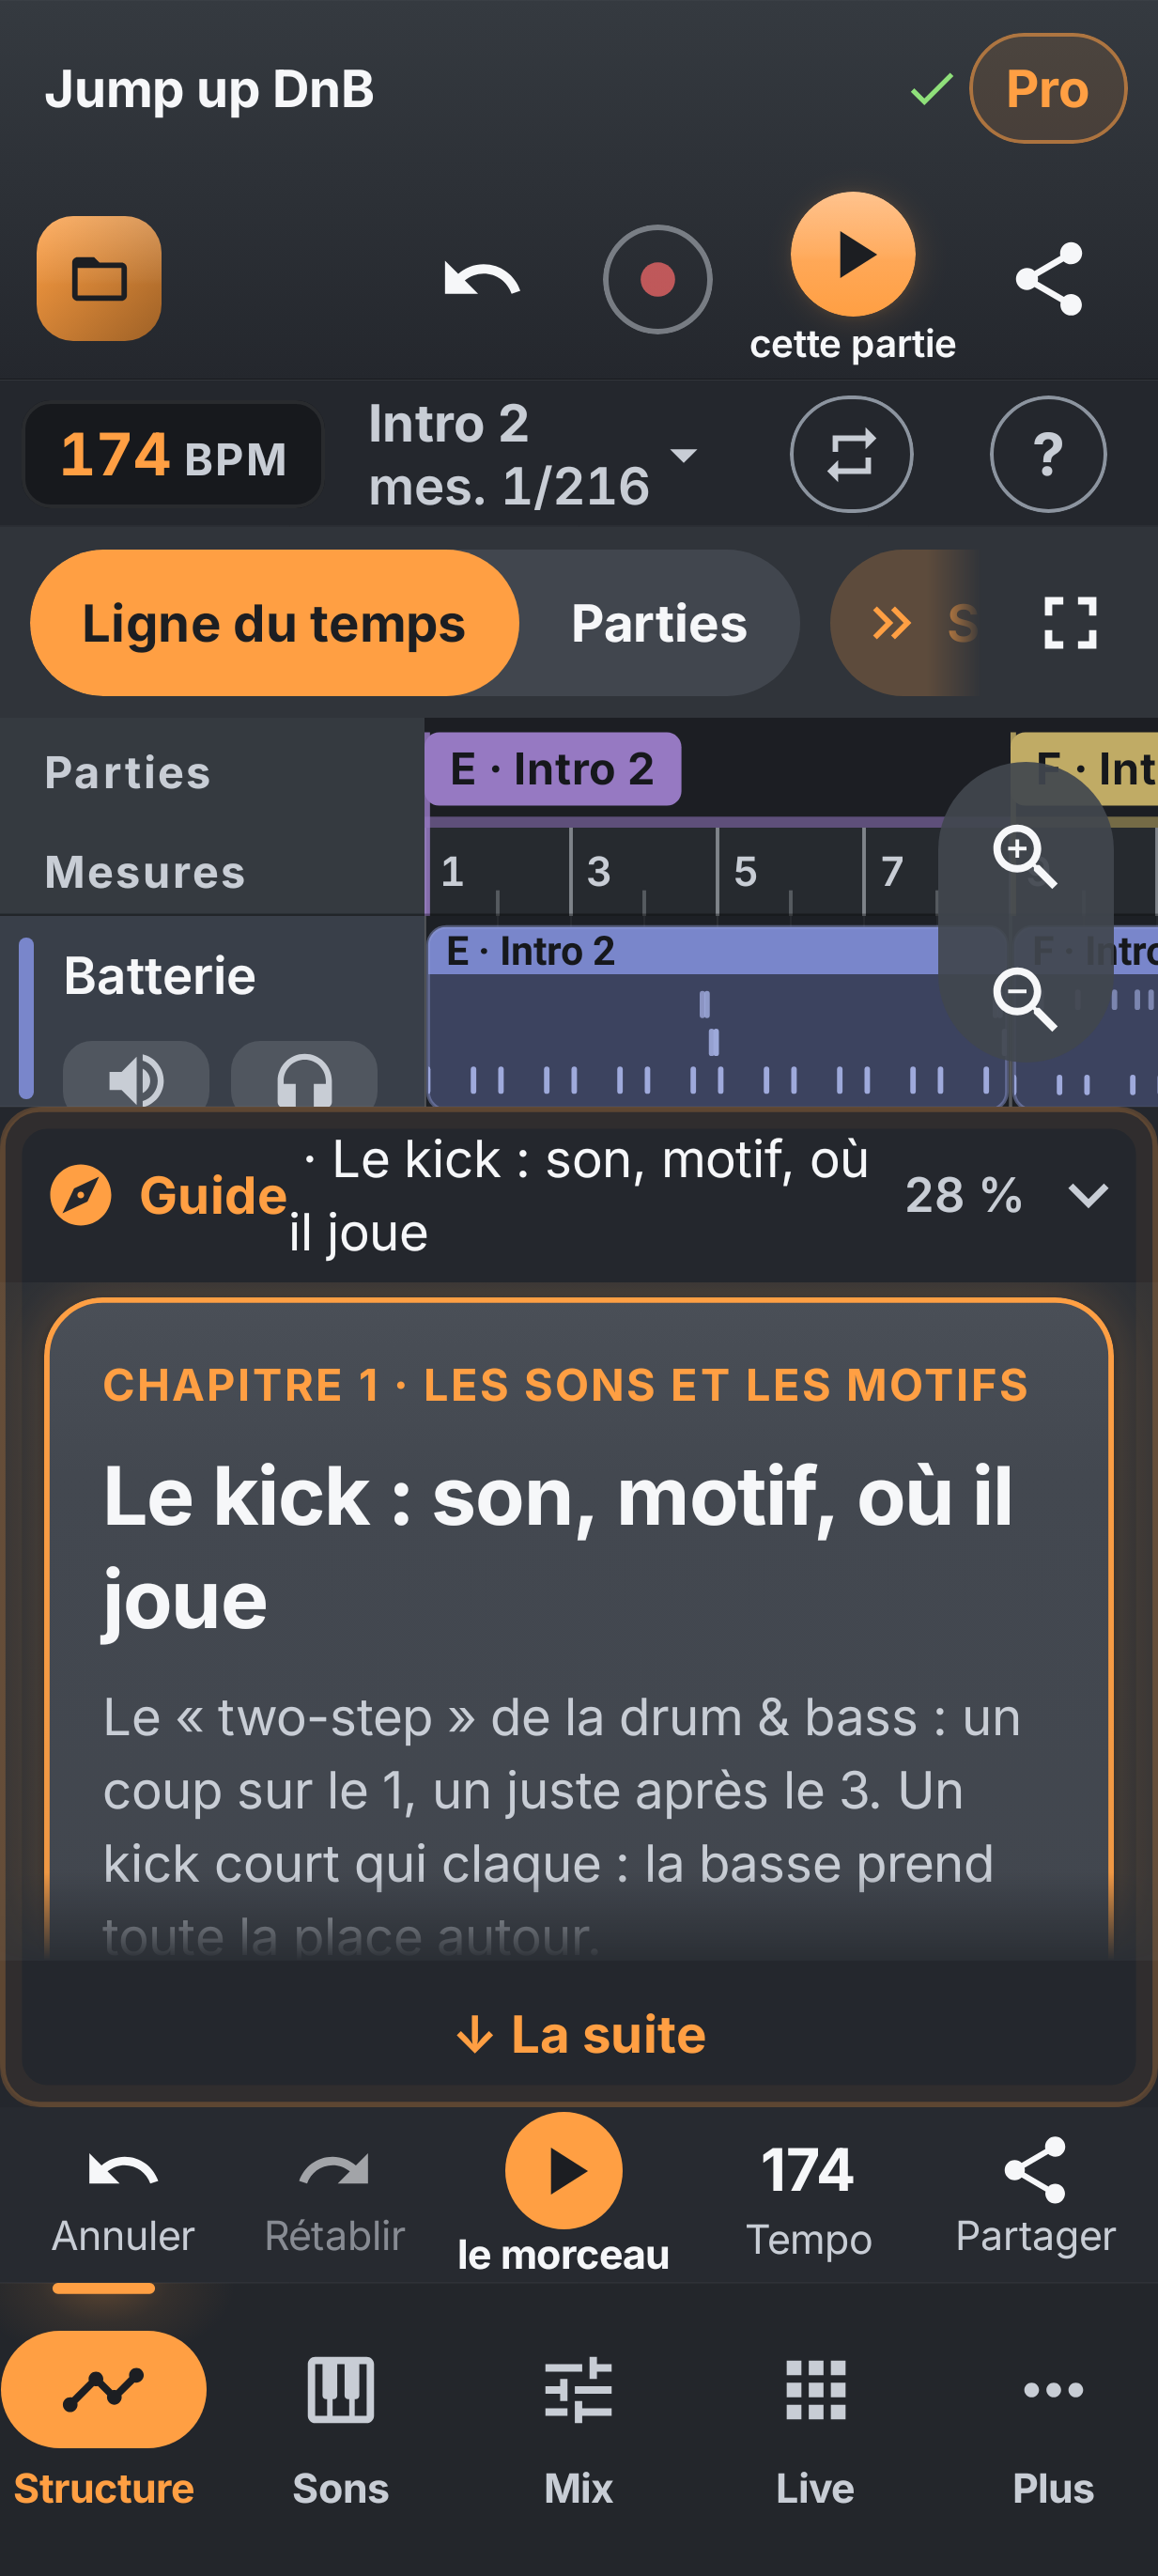 Jump up DnB
Pro
cette partie
174 BPM
Intro 2
mes. 1/216
?
Ligne du temps
Parties
S
Parties
E · Intro 2
F · Int
Mesures
1
3
5
7
Batterie
E · Intro 2
F · Intro
Guide · Le kick : son, motif, où
il joue
28 %
CHAPITRE 1 · LES SONS ET LES MOTIFS
Le kick : son, motif, où il
joue
Le « two-step » de la drum & bass : un
coup sur le 1, un juste après le 3. Un
kick court qui claque : la basse prend
toute la place autour.
↓ La suite
Annuler
Rétablir
le morceau
174
Tempo
Partager
Structure
Sons
Mix
Live
Plus